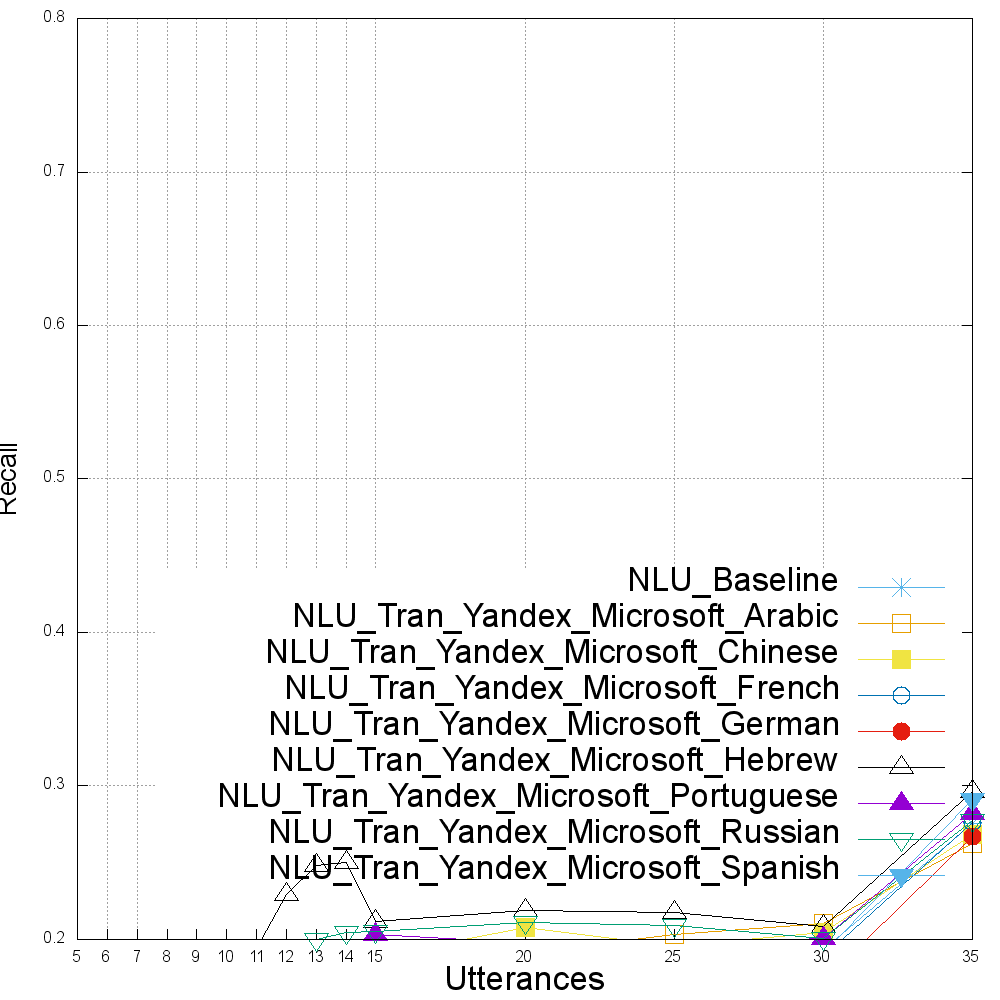 0.8
0.7
0.6
0.5
0.4
0.3
0.2
Recall
NLU_Baseline
NLU_Tran_Yandex_Microsoft_Arabic
NLU_Tran_Yandex_Microsoft_Chinese
NLU_Tran_Yandex_Microsoft_French
NLU_Tran_Yandex_Microsoft_German
NLU_Tran_Yandex_Microsoft_Hebrew
NLU_Tran_Yandex_Microsoft_Portuguese
NLU_Tran_Yandex_Microsoft_Russian
NLU_Tran_Yandex_Microsoft_Spanish
5 6 7 8 9 10 11 12 13 14 15 20 25 30 35
Utterances